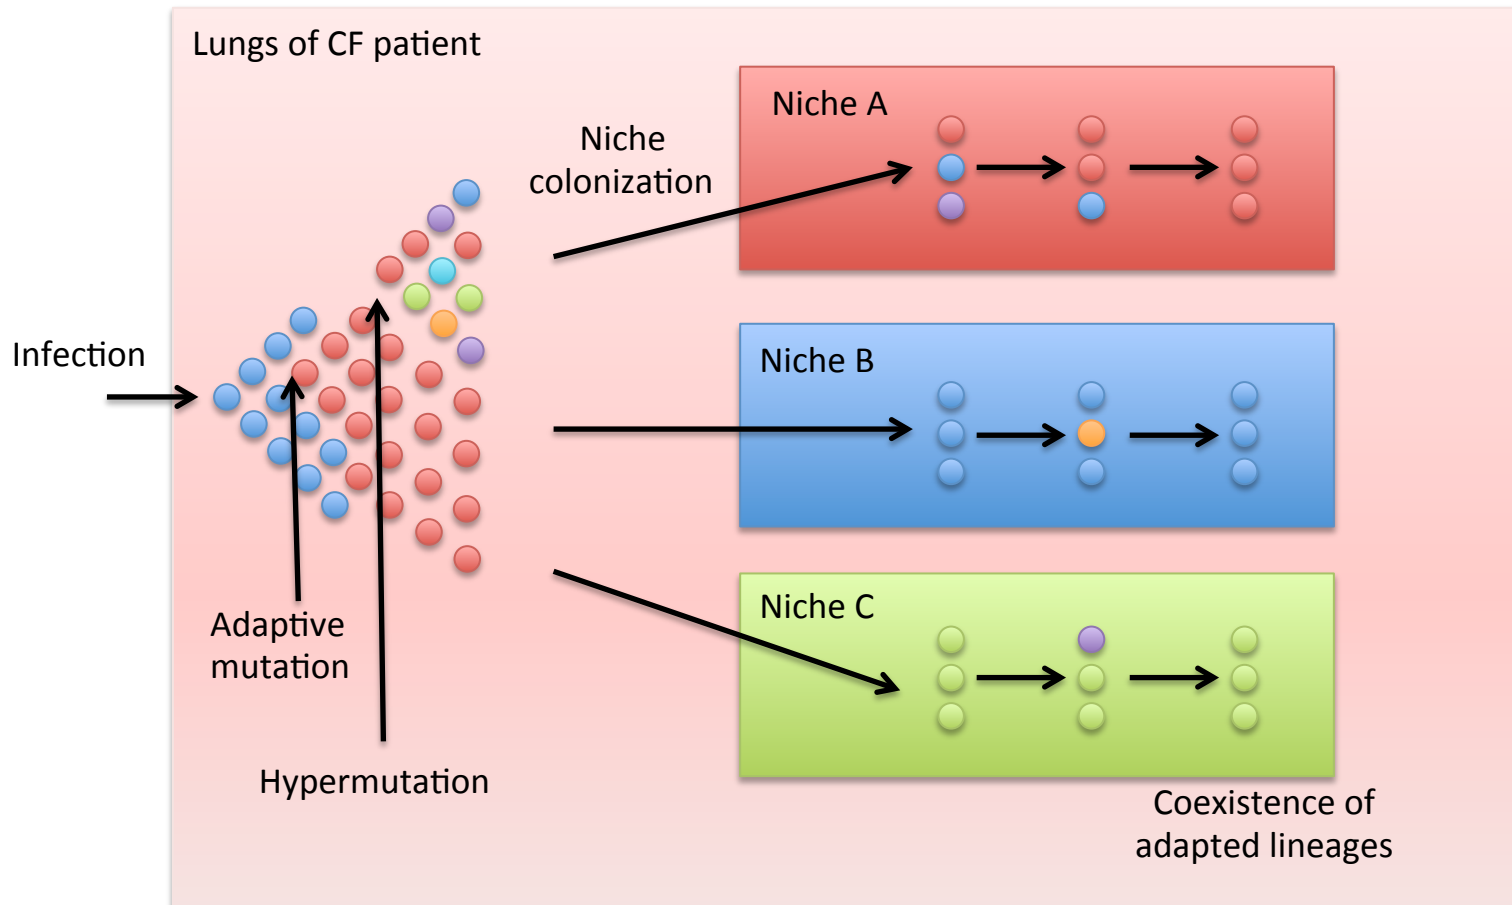 Lungs of CF patient
Niche
colonization
Niche A
Infection
Niche B
Adaptive
mutation
Niche C
Hypermutation
Coexistence of
adapted lineages